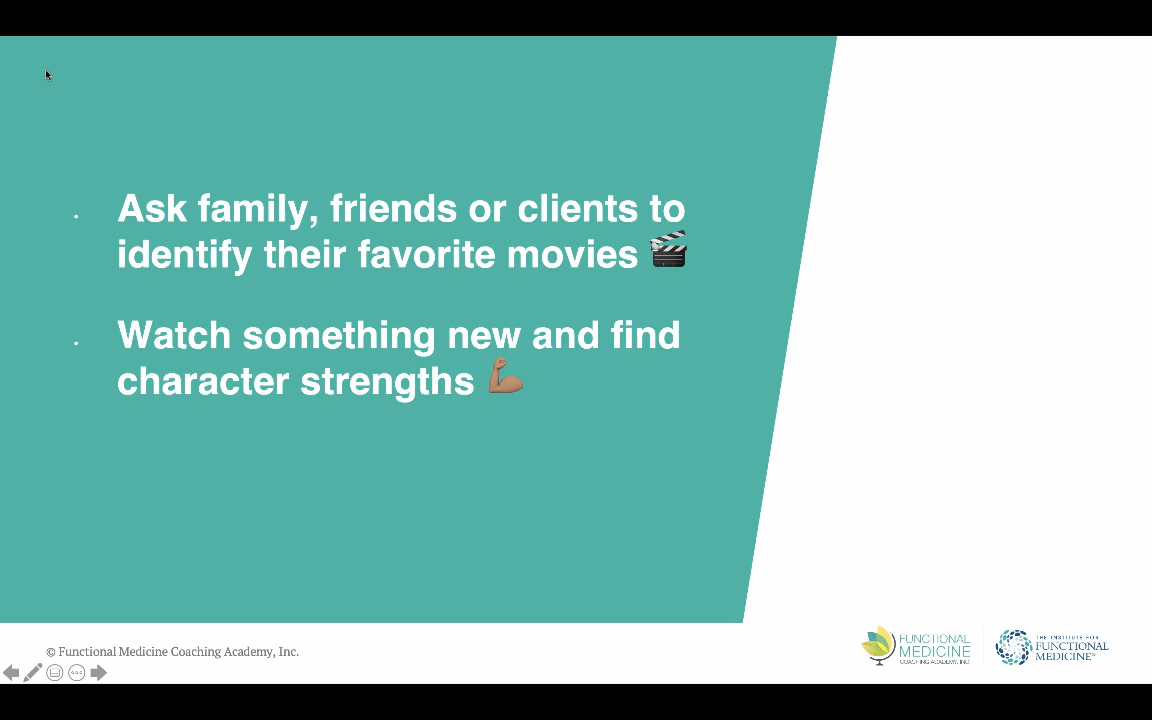 Ask family, friends or clients to
identify their favorite movies 🎬
Watch something new and find
character strengths 💪🏽
© Functional Medicine Coaching Academy, Inc.
FUNCTIONAL
MEDICINE
COACHING ACADEMY, INC.
THE INSTITUTE FOR
FUNCTIONAL
MEDICINE